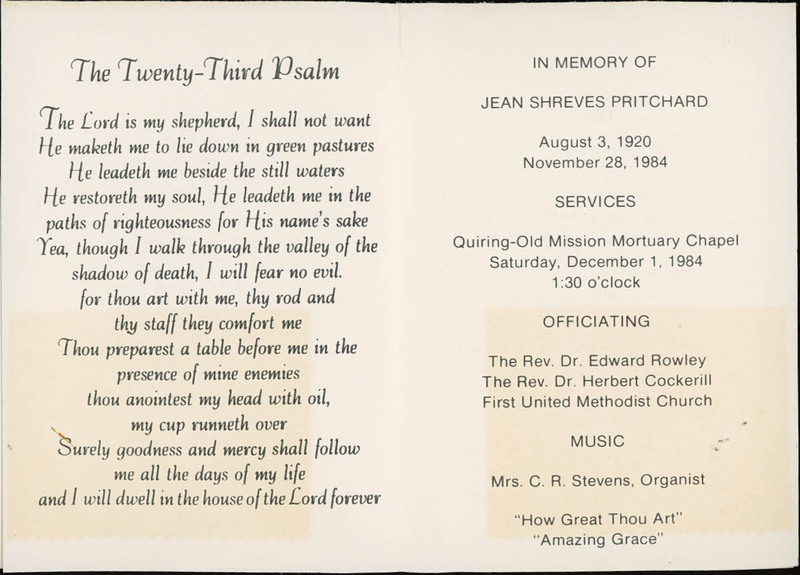 The Twenty-Third Psalm
The Lord is my shepherd, I shall not want
He maketh me to lie down in green pastures
He leadeth me beside the still waters
He restoreth my soul, He leadeth me in the
paths of righteousness for His name's sake
Yea, though I walk through the valley of the
shadow of death, I will fear no evil.
for thou art with me, thy rod and
thy staff they comfort me
Thou preparest a table before me in the
presence of mine enemies
thou anointest my head with oil,
my cup runneth over
Surely goodness and mercy shall follow
me all the days of my life
and I will dwell in the house of the Lord forever
IN MEMORY OF
JEAN SHREVES PRITCHARD
August 3, 1920
November 28, 1984
SERVICES
Quiring-Old Mission Mortuary Chapel
Saturday, December 1, 1984
1:30 o'clock
OFFICIATING
The Rev. Dr. Edward Rowley
The Rev. Dr. Herbert Cockerill
First United Methodist Church
MUSIC
Mrs. C. R. Stevens, Organist
"How Great Thou Art"
"Amazing Grace"